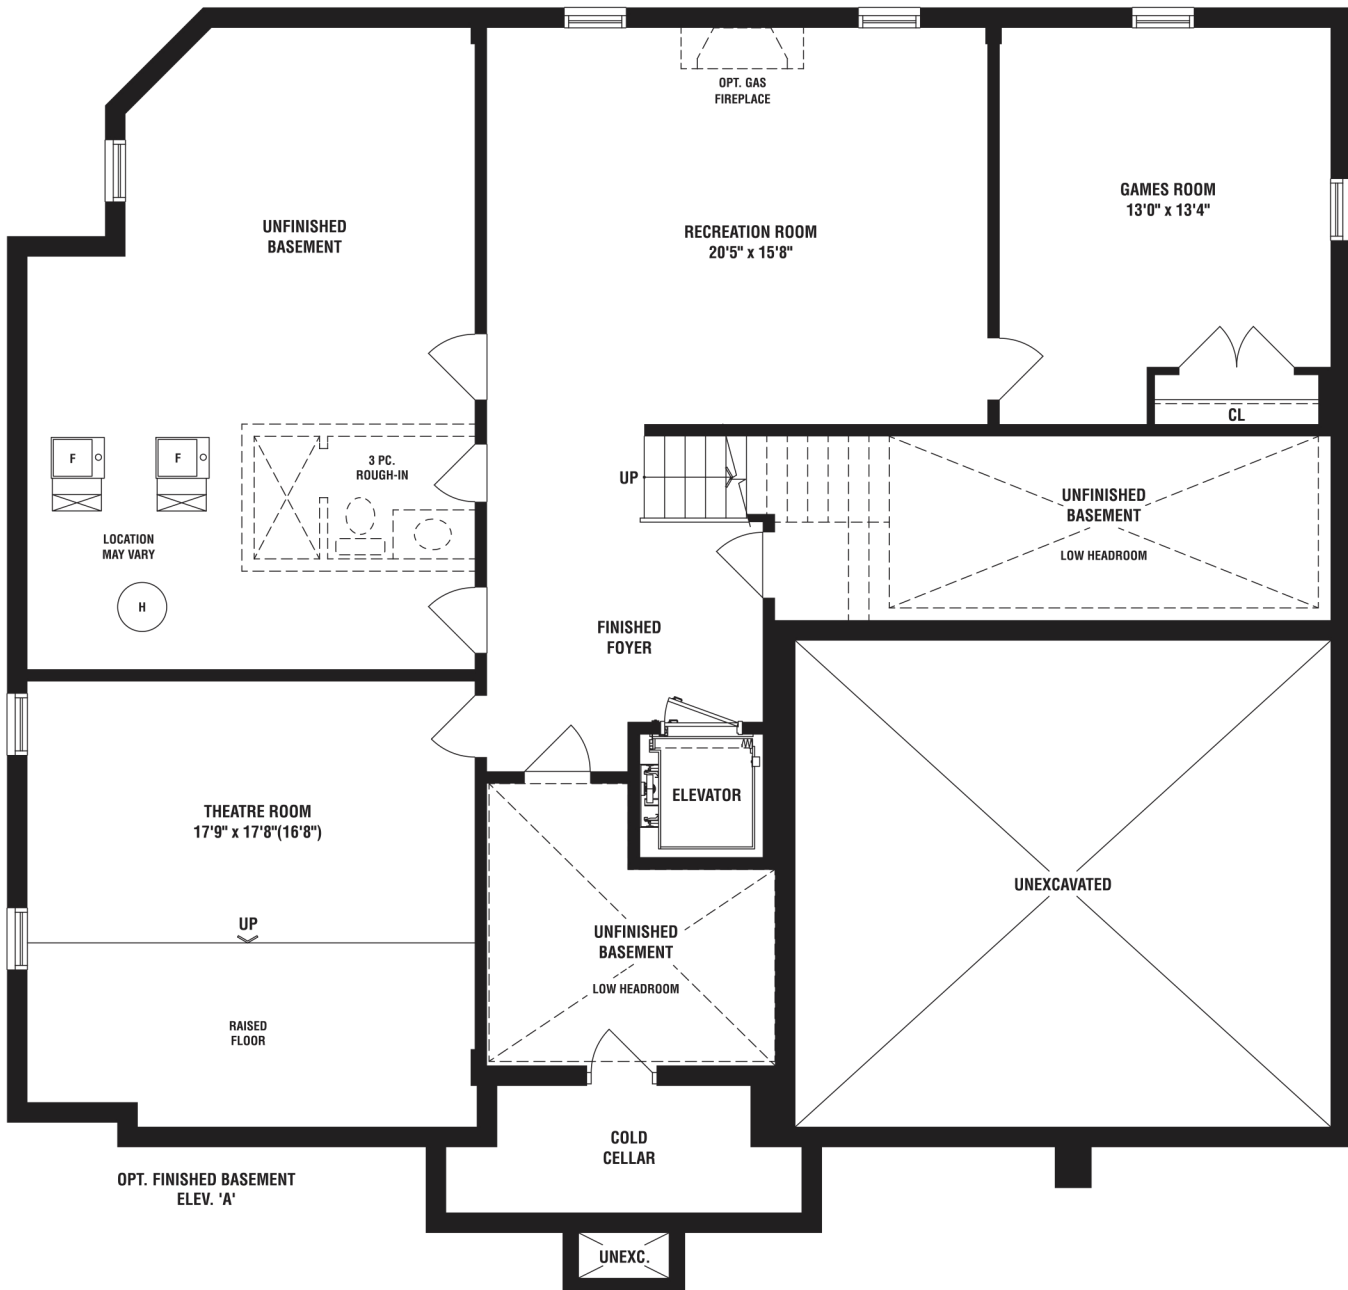 OPT. GAS
FIREPLACE
GAMES ROOM
13'0" x 13'4"
UNFINISHED
BASEMENT
RECREATION ROOM
20'5" x 15'8"
CL
F
F
3 PC.
ROUGH-IN
UP
UNFINISHED
BASEMENT
LOW HEADROOM
LOCATION
MAY VARY
H
FINISHED
FOYER
ELEVATOR
THEATRE ROOM
17'9" x 17'8"(16'8")
UNEXCAVATED
UP
UNFINISHED
BASEMENT
LOW HEADROOM
RAISED
FLOOR
COLD
CELLAR
OPT. FINISHED BASEMENT
ELEV. 'A'
UNEXC.